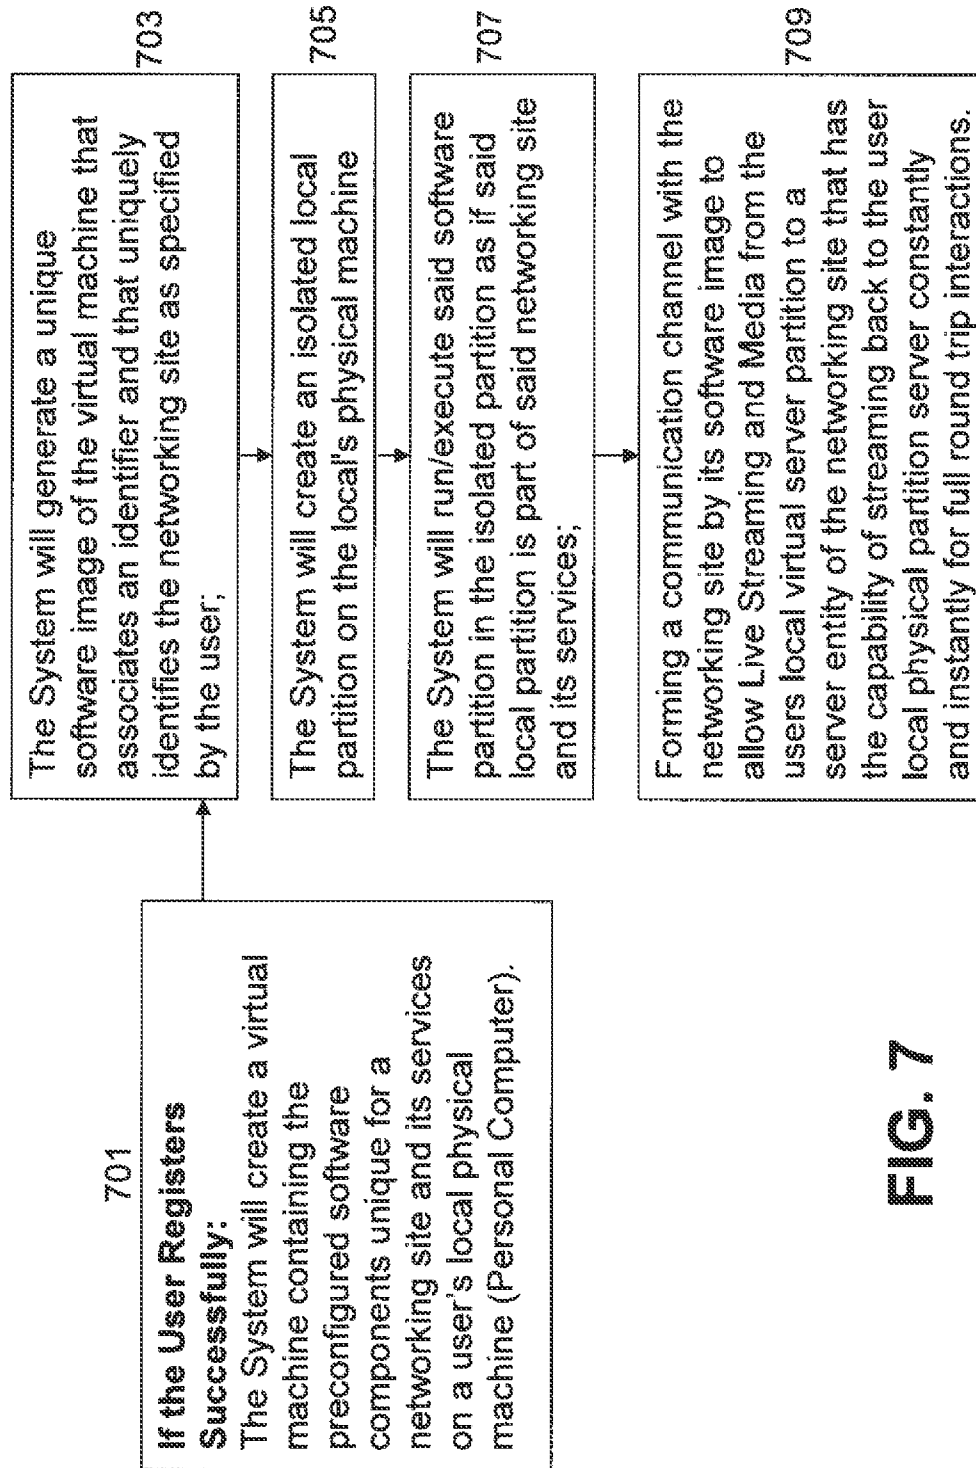 701
If the User Registers
Successfully:
The System will create a virtual
machine containing the
preconfigured software
components unique for a
networking site and its services
on a user's local physical
machine (Personal Computer).
703
The System will generate a unique
software image of the virtual machine that
associates an identifier and that uniquely
identifies the networking site as specified
by the user;
705
The System will create an isolated local
partition on the local's physical machine
707
The System will run/execute said software
partition in the isolated partition as if said
local partition is part of said networking site
and its services;
709
Forming a communication channel with the
networking site by its software image to
allow Live Streaming and Media from the
users local virtual server partition to a
server entity of the networking site that has
the capability of streaming back to the user
local physical partition server constantly
and instantly for full round trip interactions.
FIG. 7